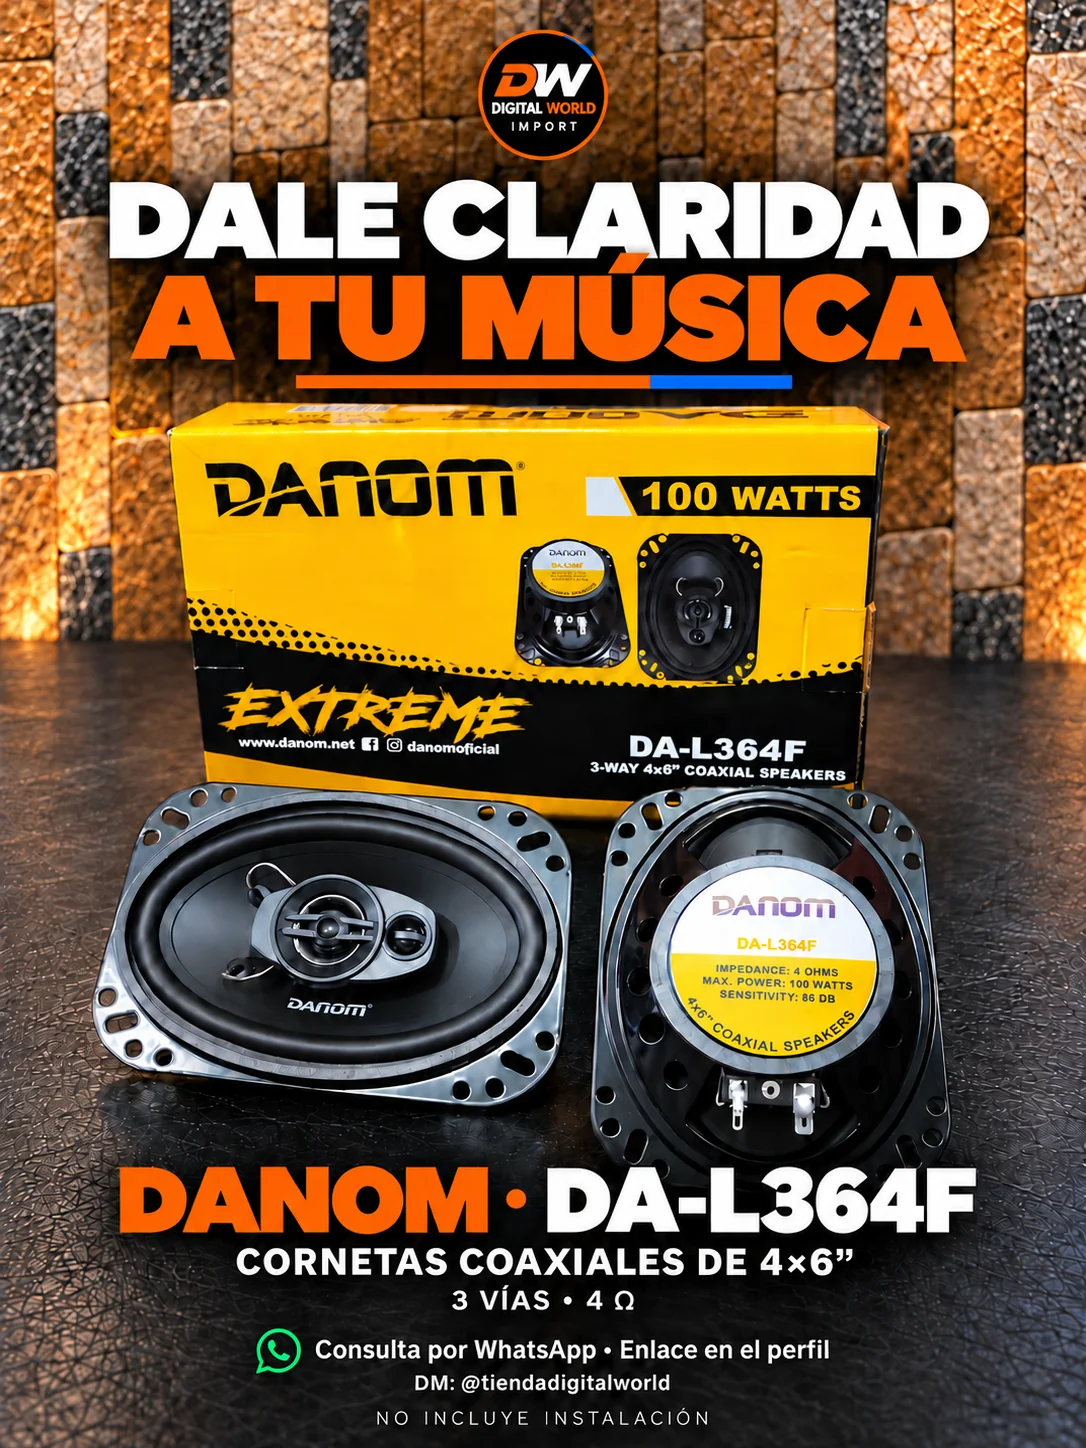 DW
DIGITAL WORLD
IMPORT
DALE CLARIDAD
A TU MÚSICA
DANOM®
100 WATTS
DANOM
DA-L364F
EXTREME
www.danom.net danomoficial
DA-L364F
3-WAY 4x6” COAXIAL SPEAKERS
DANOM®
DANOM
DA-L364F
IMPEDANCE: 4 OHMS
MAX. POWER: 100 WATTS
SENSITIVITY: 86 DB
4x6” COAXIAL SPEAKERS
DANOM • DA-L364F
CORNETAS COAXIALES DE 4×6”
3 VÍAS • 4 Ω
Consulta por WhatsApp • Enlace en el perfil
DM: @tiendadigitalworld
NO INCLUYE INSTALACIÓN